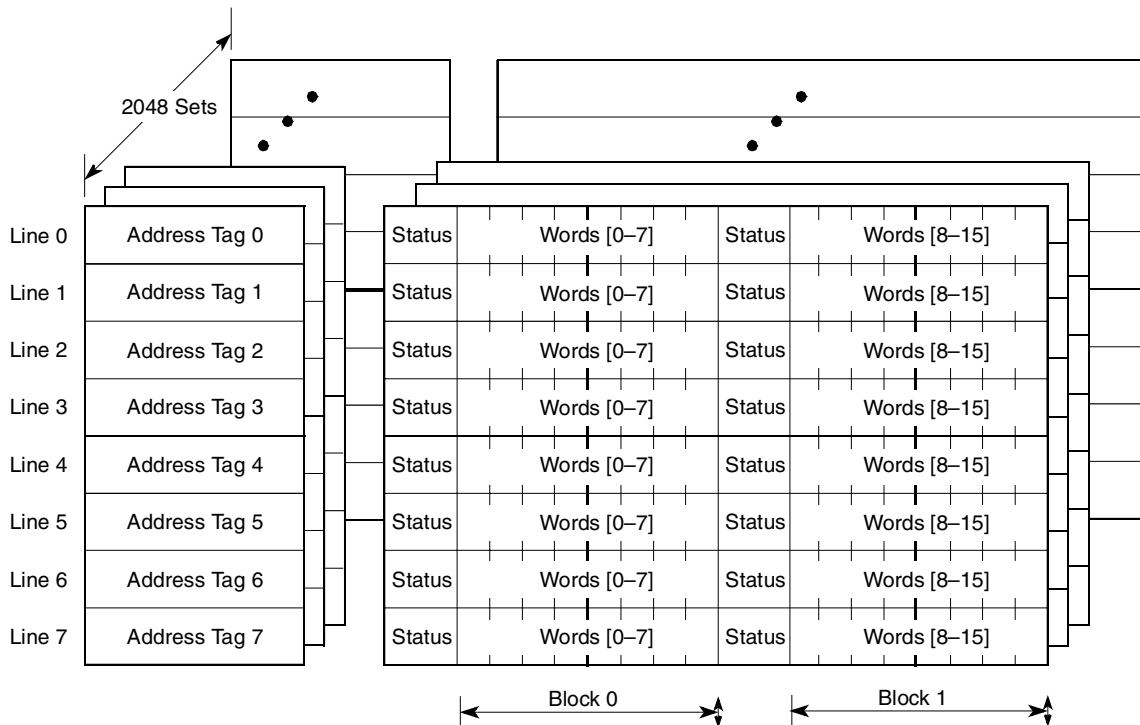 2048 Sets
Line 0 Address Tag 0 Status Words [0–7] Status Words [8–15]
Line 1 Address Tag 1 Status Words [0–7] Status Words [8–15]
Line 2 Address Tag 2 Status Words [0–7] Status Words [8–15]
Line 3 Address Tag 3 Status Words [0–7] Status Words [8–15]
Line 4 Address Tag 4 Status Words [0–7] Status Words [8–15]
Line 5 Address Tag 5 Status Words [0–7] Status Words [8–15]
Line 6 Address Tag 6 Status Words [0–7] Status Words [8–15]
Line 7 Address Tag 7 Status Words [0–7] Status Words [8–15]
Block 0 Block 1